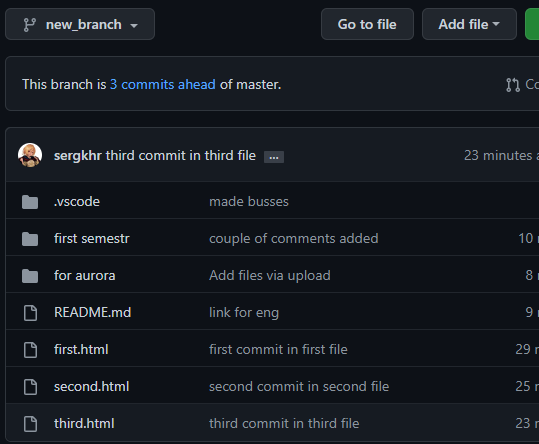 new_branch
Go to file
Add file
This branch is 3 commits ahead of master.
sergkhr third commit in third file ... 23 minutes
.vscode made busses
first semestr couple of comments added 10
for aurora Add files via upload 8
README.md link for eng 9
first.html first commit in first file 29
second.html second commit in second file 25
third.html third commit in third file 23